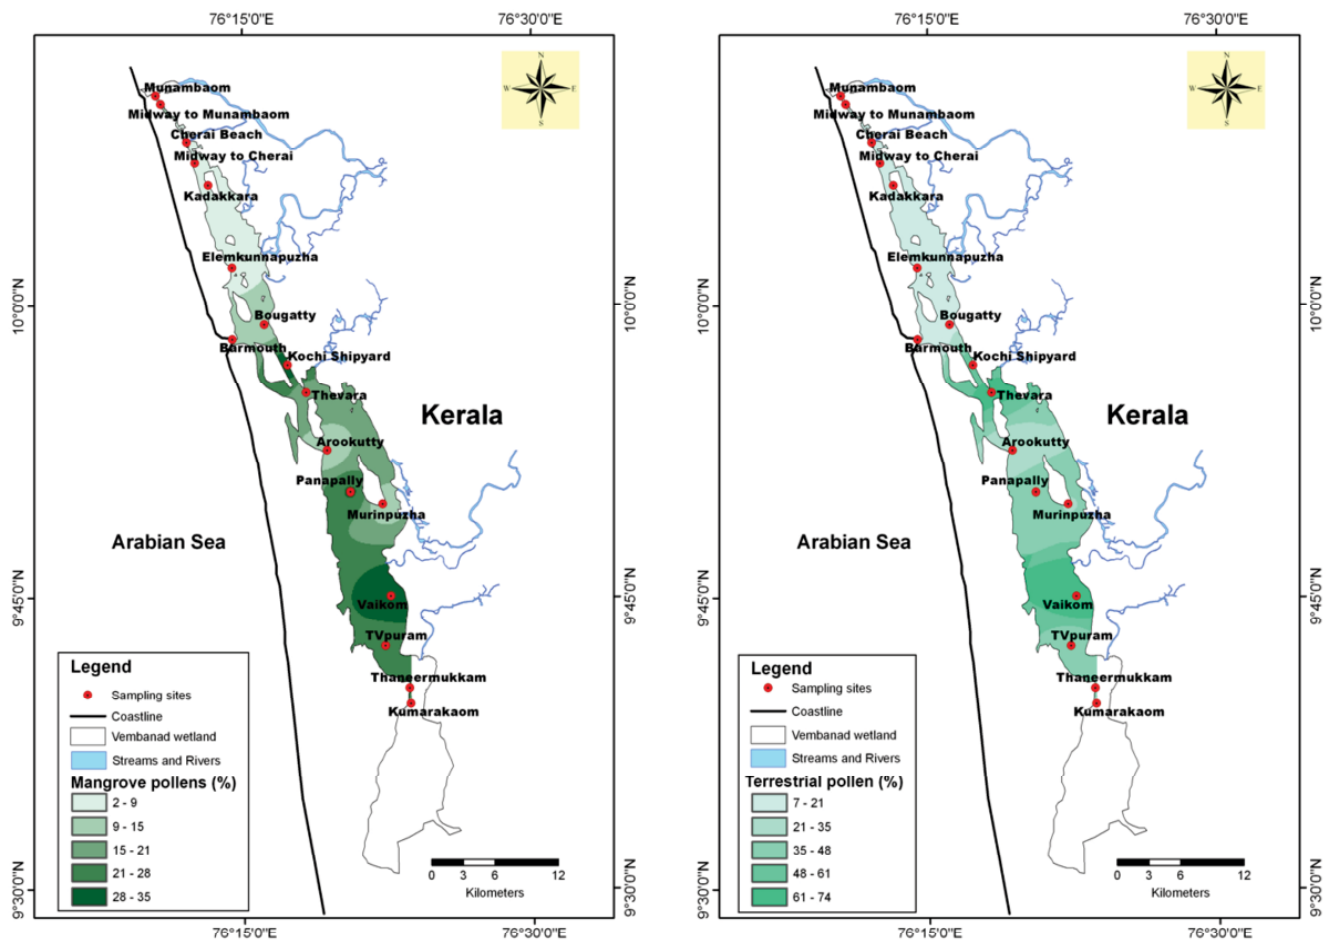 76°15'0"E
76°30'0"E
N
W
E
S
Munambaom
Midway to Munambaom
Cherai Beach
Midway to Cherai
Kadakkara
Elemkunnapuzha
10°0'0"N
10°0'0"N
Bougatty
Barmouth
Kochi Shipyard
Thevara
Kerala
Arookutty
Panapally
Murinpuzha
Arabian Sea
9°45'0"N
9°45'0"N
Vaikom
TVpuram
Thaneermukkam
Kumarakaom
Legend
Sampling sites
Coastline
Vembanad wetland
Streams and Rivers
Mangrove pollens (%)
2 - 9
9 - 15
15 - 21
21 - 28
28 - 35
0 3 6 12
Kilometers
9°30'0"N
9°30'0"N
76°15'0"E
76°30'0"E
76°15'0"E
76°30'0"E
N
W
E
S
Munambaom
Midway to Munambaom
Cherai Beach
Midway to Cherai
Kadakkara
Elemkunnapuzha
10°0'0"N
10°0'0"N
Bougatty
Barmouth
Kochi Shipyard
Thevara
Kerala
Arookutty
Panapally
Murinpuzha
Arabian Sea
9°45'0"N
9°45'0"N
Vaikom
TVpuram
Thaneermukkam
Kumarakaom
Legend
Sampling sites
Coastline
Vembanad wetland
Streams and Rivers
Terrestrial pollen (%)
7 - 21
21 - 35
35 - 48
48 - 61
61 - 74
0 3 6 12
Kilometers
9°30'0"N
9°30'0"N
76°15'0"E
76°30'0"E